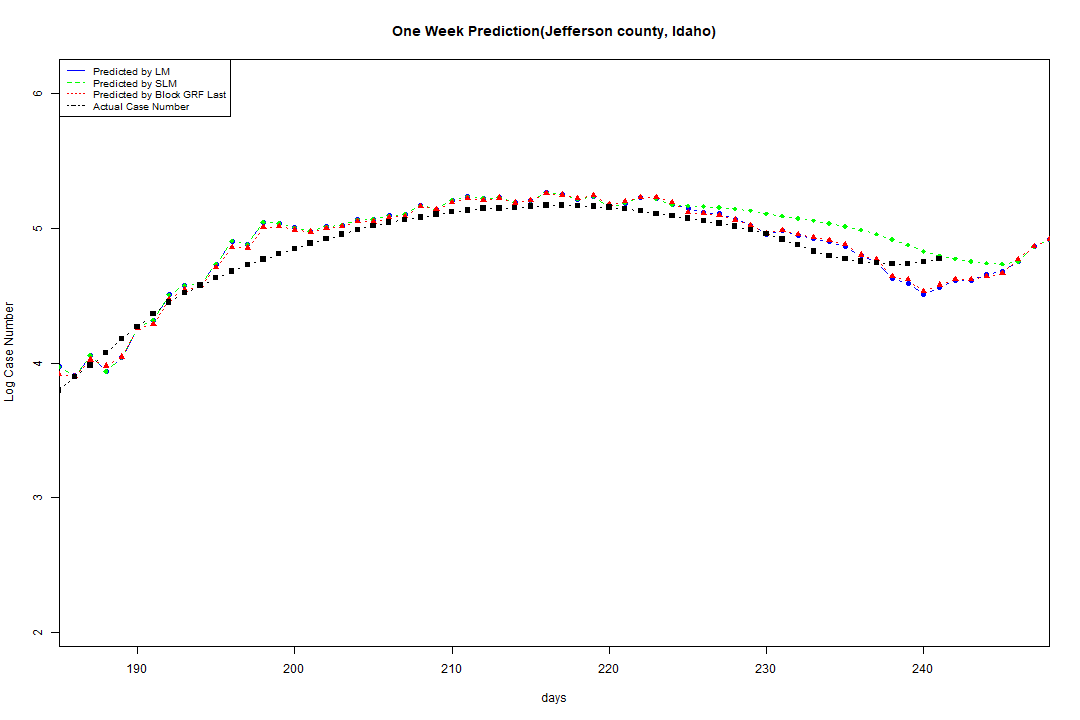 One Week Prediction(Jefferson county, Idaho)
Predicted by LM
Predicted by SLM
Predicted by Block GRF Last
Actual Case Number
6
5
4
3
2
Log Case Number
190 200 210 220 230 240
days